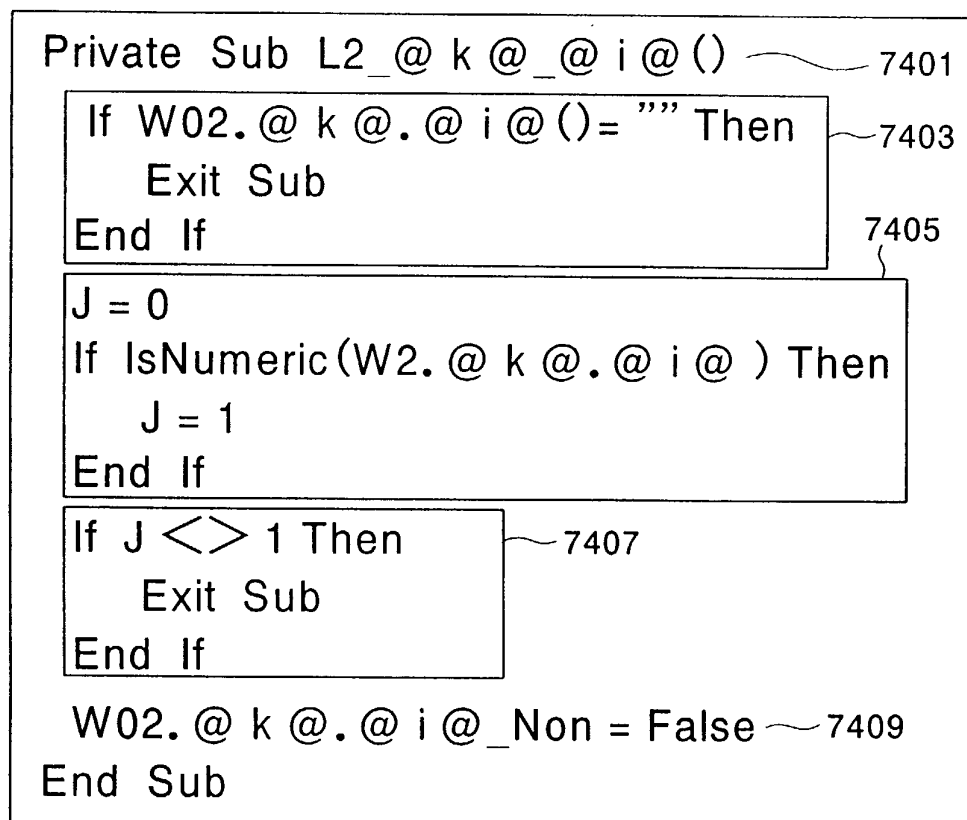 Private Sub L2_@ k @_@ i @() 7401
If W02. @ k @. @ i @()= ”” Then 7403
Exit Sub
End If
7405
J = 0
If IsNumeric(W2. @ k @. @ i @ ) Then
J = 1
End If
If J <> 1 Then 7407
Exit Sub
End If
W02. @ k @. @ i @_Non = False 7409
End Sub